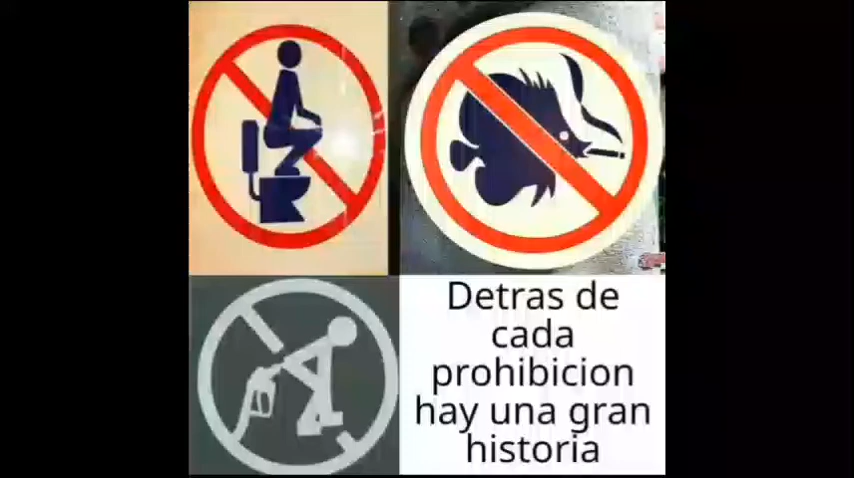 Detras de
cada
prohibicion
hay una gran
historia